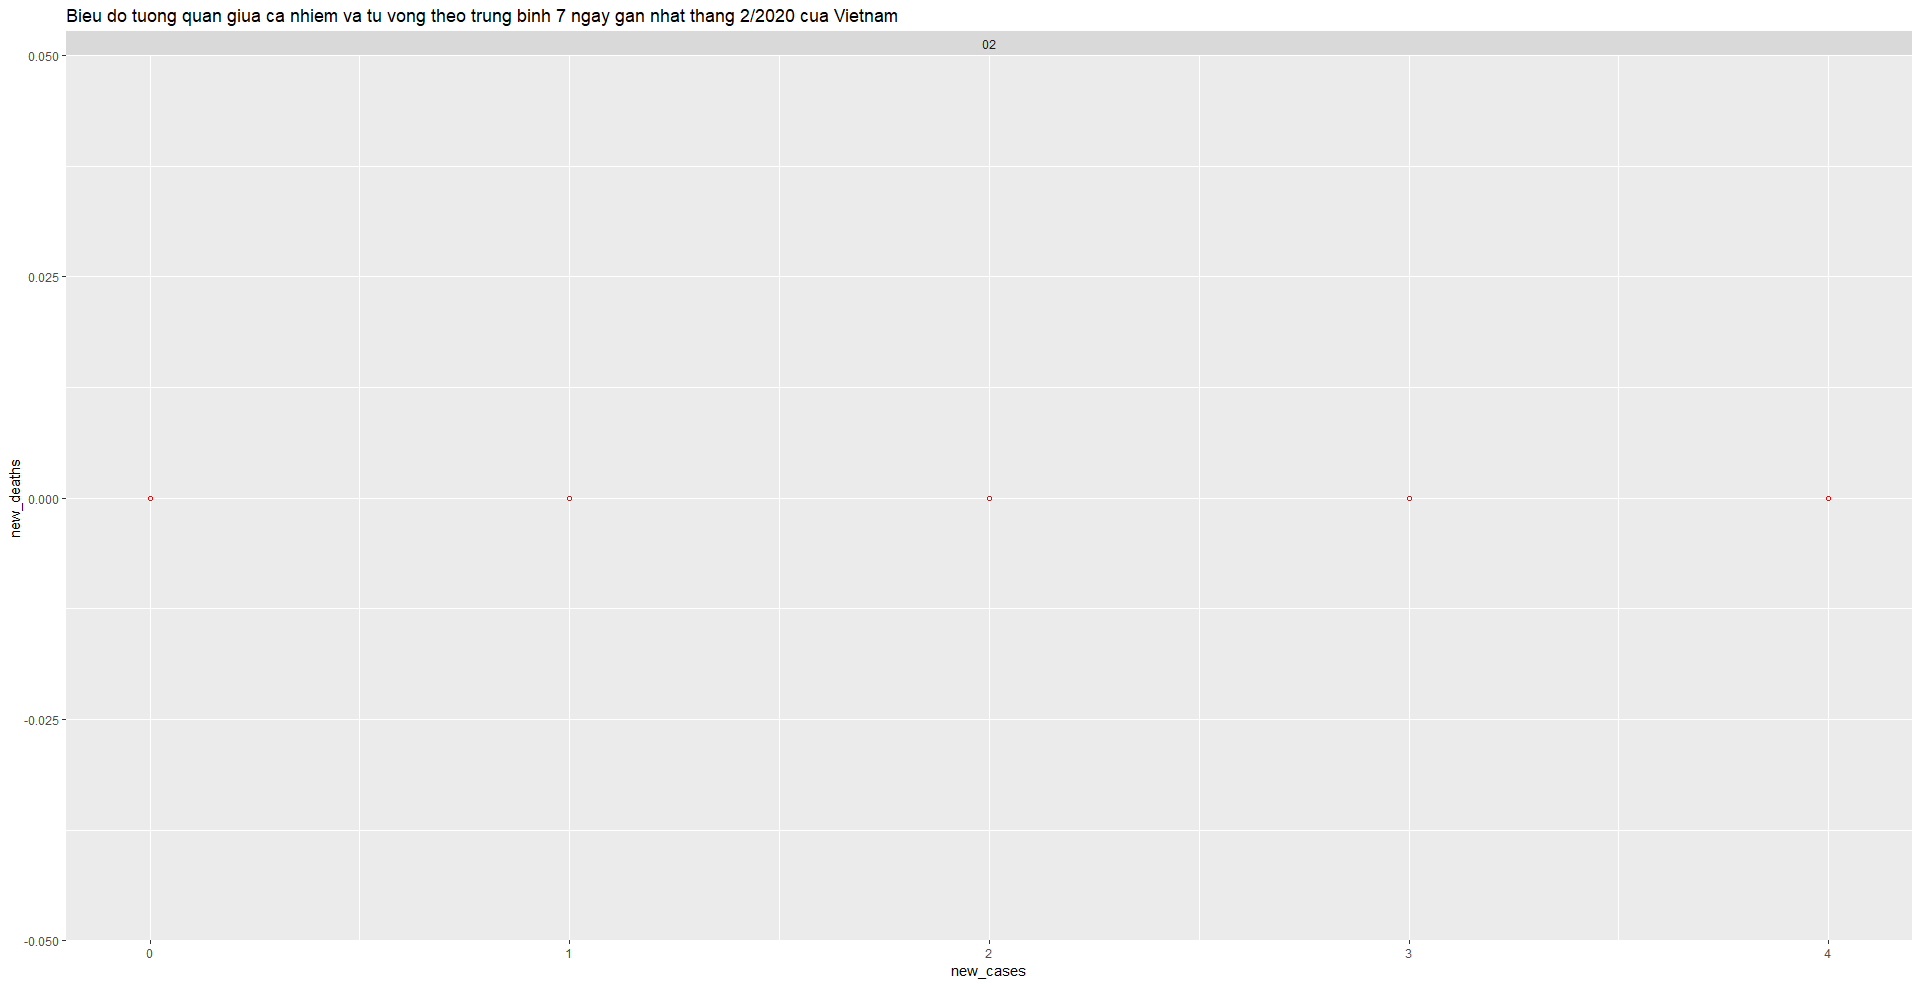 Bieu do tuong quan giua ca nhiem va tu vong theo trung binh 7 ngay gan nhat thang 2/2020 cua Vietnam
02
0.050
0.025
0.000
-0.025
-0.050
new_deaths
0 1 2 3 4
new_cases